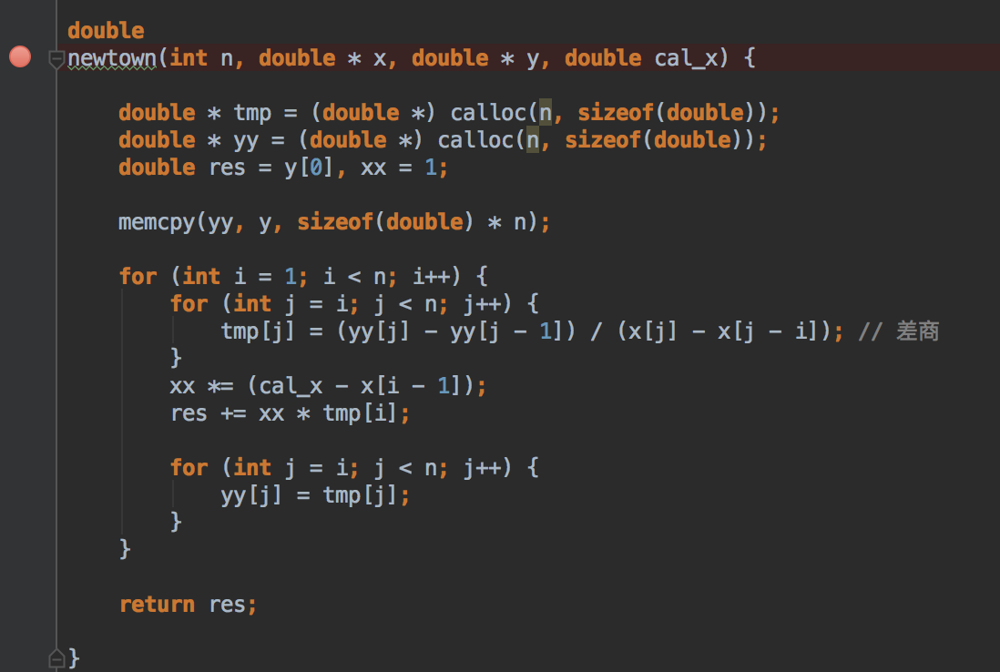 double
newtown(int n, double * x, double * y, double cal_x) {
double * tmp = (double *) calloc(n, sizeof(double));
double * yy = (double *) calloc(n, sizeof(double));
double res = y[0], xx = 1;
memcpy(yy, y, sizeof(double) * n);
for (int i = 1; i < n; i++) {
for (int j = i; j < n; j++) {
tmp[j] = (yy[j] - yy[j - 1]) / (x[j] - x[j - i]); // 差商
}
xx *= (cal_x - x[i - 1]);
res += xx * tmp[i];
for (int j = i; j < n; j++) {
yy[j] = tmp[j];
}
}
return res;
}